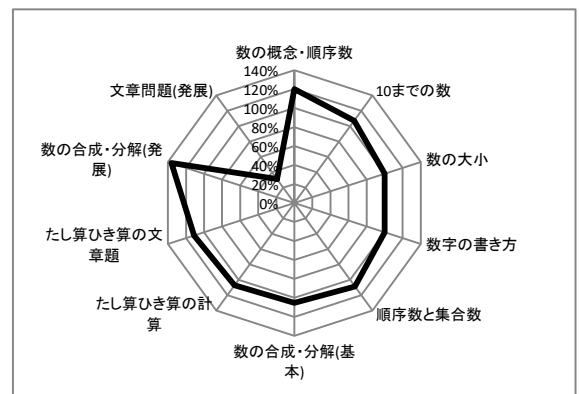 数の概念・順序数
140%
120%
100%
80%
60%
40%
20%
0%
10までの数
数の大小
数字の書き方
順序数と集合数
数の合成・分解(基
本)
たし算ひき算の計
算
たし算ひき算の文
章題
数の合成・分解(発
展)
文章問題(発展)